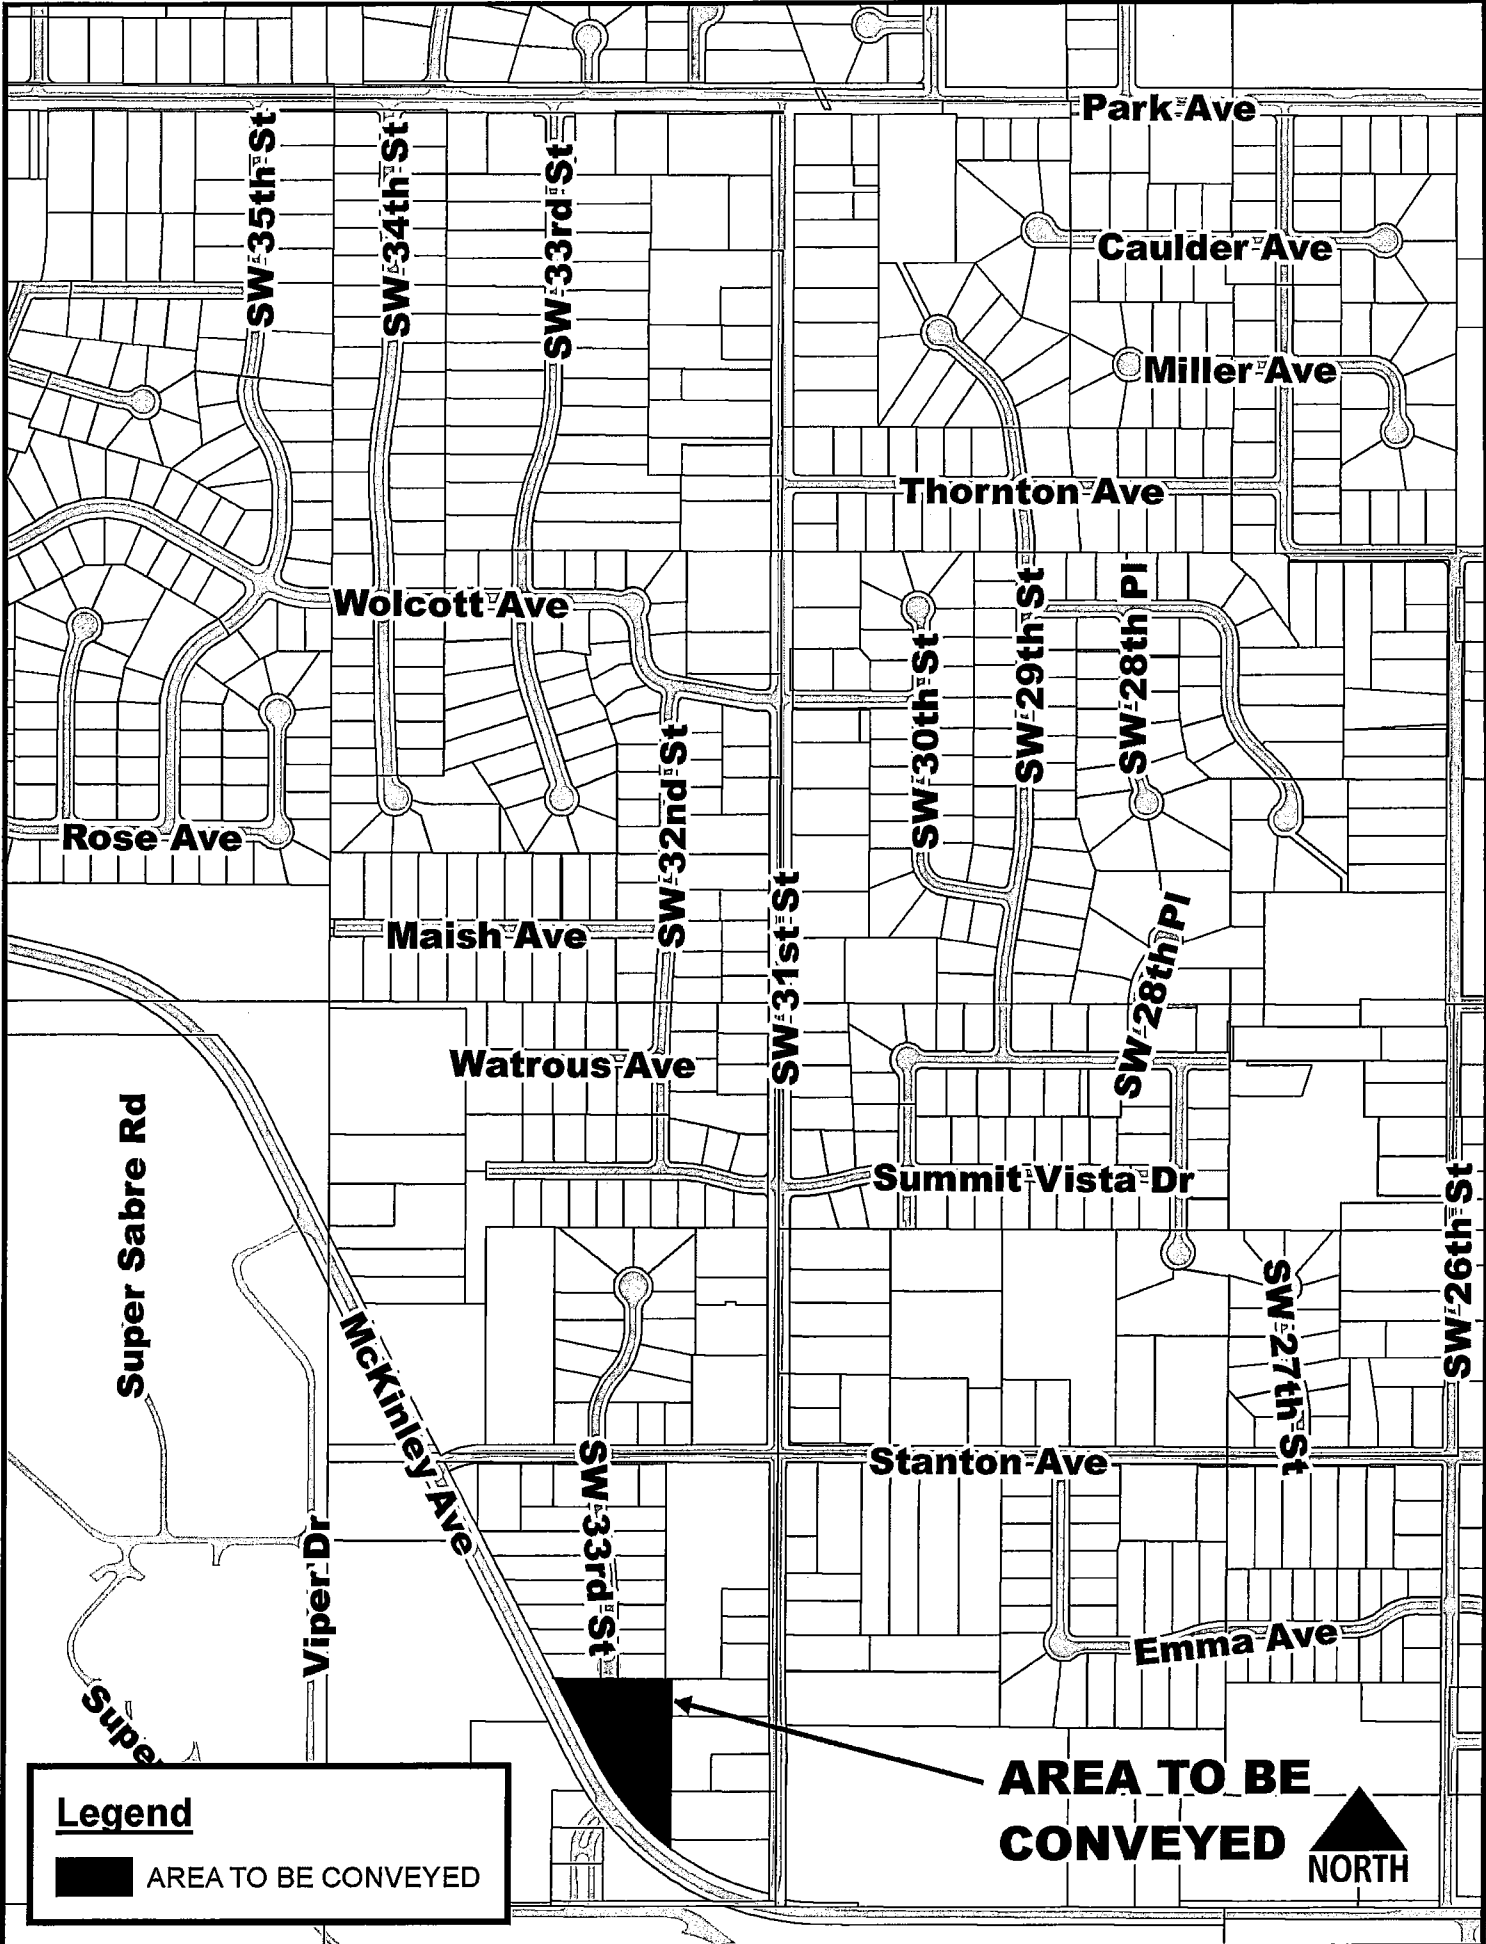 Park Ave
SW 35th St
SW 34th St
SW 33rd St
Caulder Ave
Miller Ave
Thornton Ave
Wolcott Ave
SW 30th St
SW 29th St
SW 28th Pl
Rose Ave
SW 32nd St
SW 31st St
Maish Ave
SW 28th Pl
Watrous Ave
Super Sabre Rd
Summit Vista Dr
SW 26th St
SW 27th St
McKinley Ave
Stanton Ave
SW 33rd St
Viper Dr
Emma Ave
Super
AREA TO BE
CONVEYED
NORTH
Legend
AREA TO BE CONVEYED